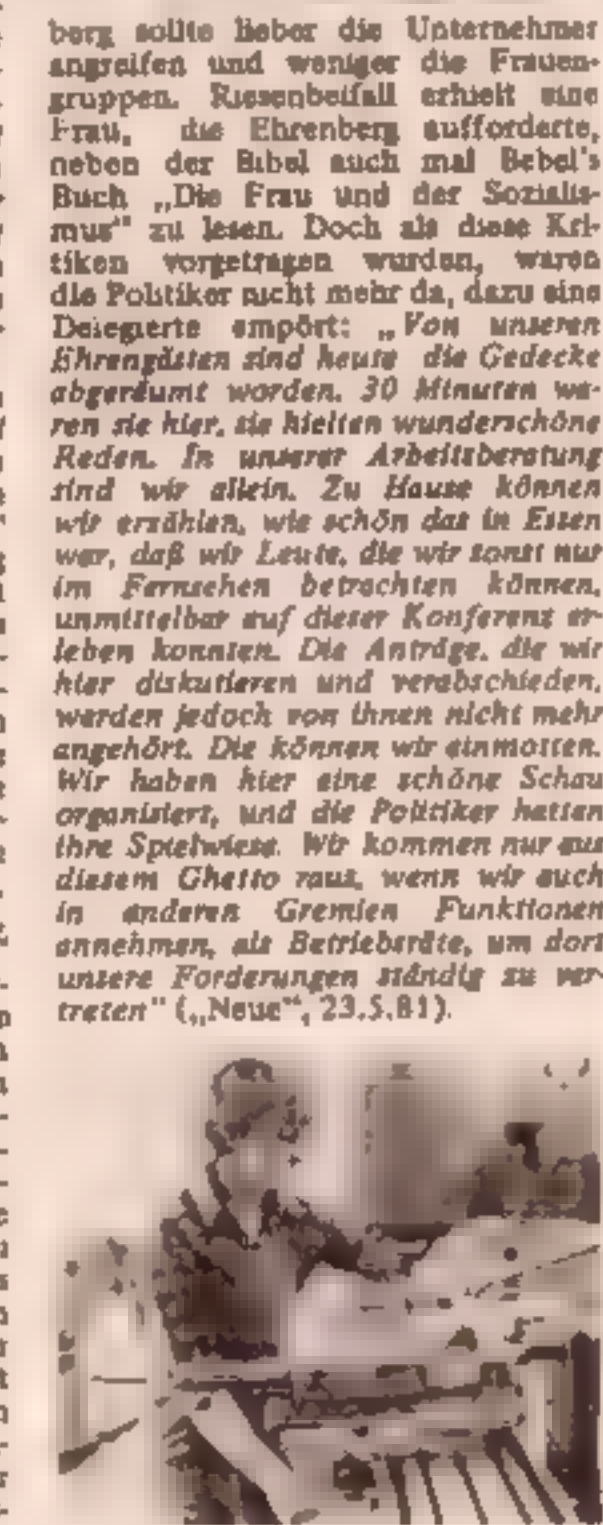 berg sollte lieber die Unternehmer
angreifen und weniger die Frauen-
gruppen. Riesenbeifall erhielt eine
Frau, die Ehrenberg aufforderte,
neben der Bibel auch mal Bebel's
Buch „Die Frau und der Sozialis-
mus" zu lesen. Doch als diese Kri-
tiken vorgetragen wurden, waren
die Politiker nicht mehr da, dazu eine
Delegierte empört: „Von unseren
Ehrengästen sind heute die Gedecke
abgeräumt worden. 30 Minuten wa-
ren sie hier, sie hielten wunderschöne
Reden. In unserer Arbeitsberatung
sind wir allein. Zu Hause können
wir erzählen, wie schön das in Essen
war, daß wir Leute, die wir sonst nur
im Fernsehen betrachten können,
unmittelbar auf dieser Konferenz er-
leben konnten. Die Anträge, die wir
hier diskutieren und verabschieden,
werden jedoch von ihnen nicht mehr
angehört. Die können wir einmotten.
Wir haben hier eine schöne Schau
organisiert, und die Politiker hatten
ihre Spielwiese. Wir kommen nur aus
diesem Ghetto raus, wenn wir auch
in anderen Gremien Funktionen
annehmen, als Betriebsräte, um dort
unsere Forderungen ständig zu ver-
treten" („Neue", 23.5.81).